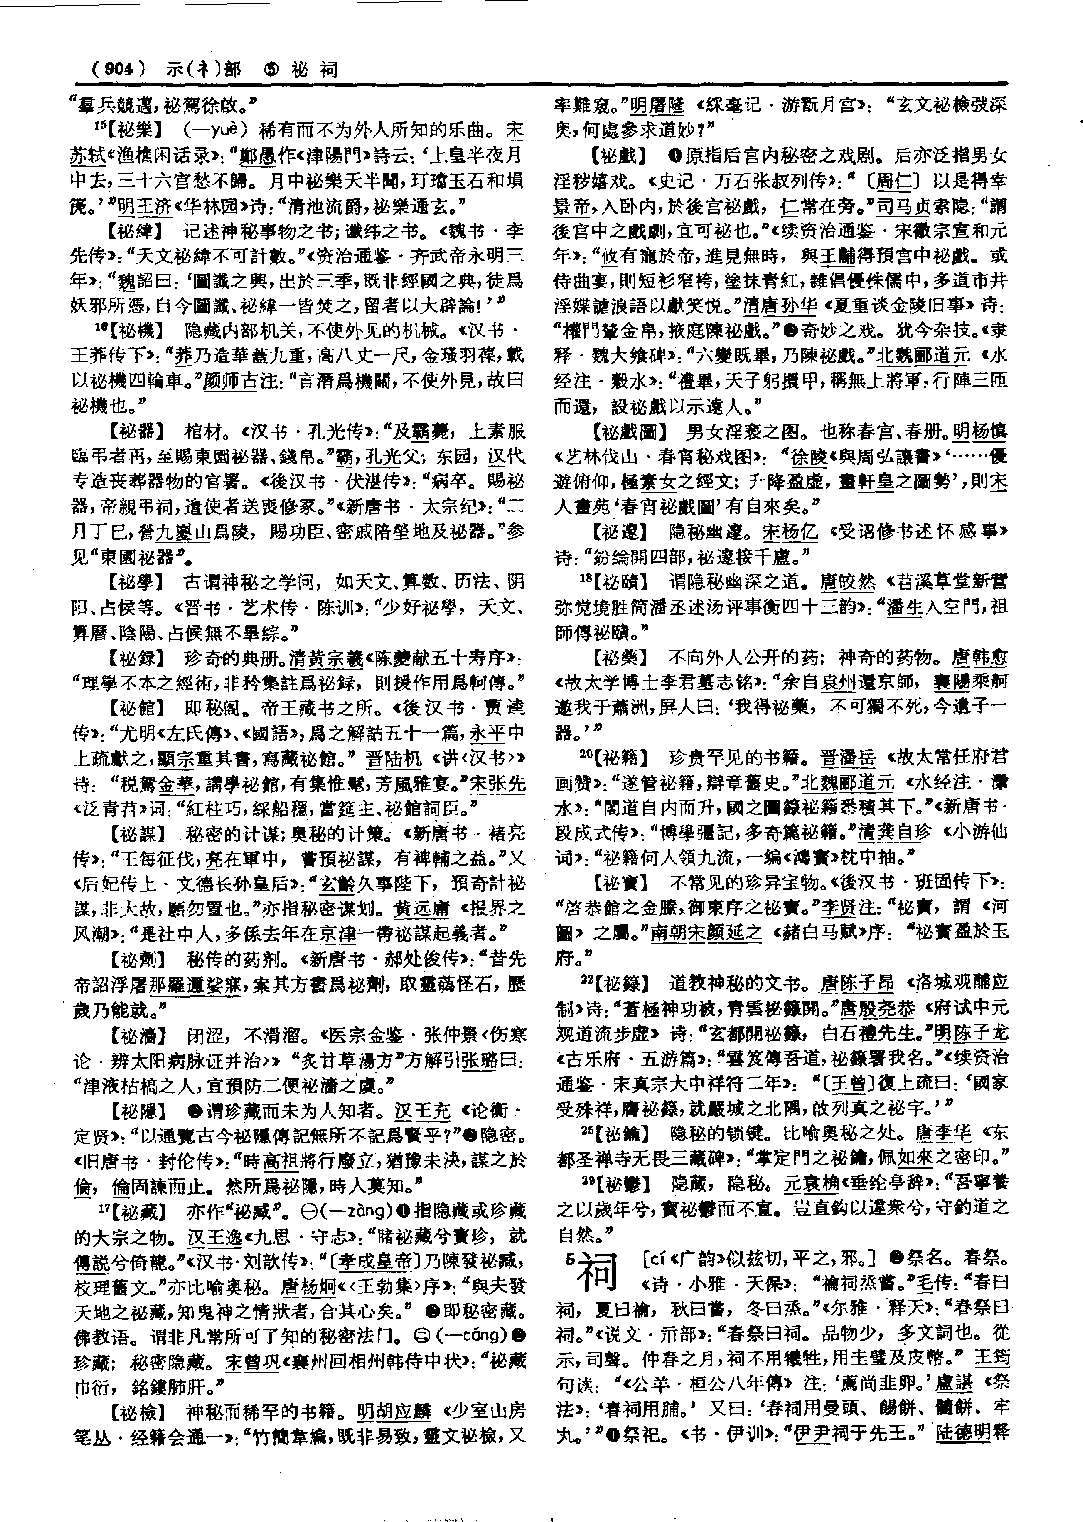 (904) 示(礻)部 ⑤ 祕 祠
“羣兵競邁，祕駕徐啟。”
15【祕樂】 (—yuè) 稀有而不为外人所知的乐曲。宋
苏轼《渔樵闲话录》：“鄭愚作《津陽門》詩云：‘上皇半夜月
中去，三十六宫愁不歸。月中祕樂天半聞，玎璫玉石和塤
篪。’”明王济《华林园》诗：“清池流爵，祕樂通玄。”
【祕緯】 记述神秘事物之书；谶纬之书。《魏书·李
先传》：“天文祕緯不可計數。”《资治通鉴·齐武帝永明三
年》：“魏詔曰：‘圖讖之興，出於三季，既非經國之典，徒爲
妖邪所憑，自今圖讖、祕緯一皆焚之，留者以大辟論！’”
16【祕機】 隐藏内部机关，不使外见的机械。《汉书·
王莽传下》：“莽乃造華蓋九重，高八丈一尺，金瑵羽葆，載
以祕機四輪車。”颜师古注：“言潛爲機關，不使外見，故曰
祕機也。”
【祕器】 棺材。《汉书·孔光传》：“及霸薨，上素服
臨弔者再，至賜東園祕器、錢帛。”霸，孔光父；东园，汉代
专造丧葬器物的官署。《後汉书·伏湛传》：“病卒。賜祕
器，帝親弔祠，遣使者送喪修冢。”《新唐书·太宗纪》：“二
月丁巳，營九嵏山爲陵，賜功臣、密戚陪塋地及祕器。”参
见“東園祕器”。
【祕學】 古谓神秘之学问，如天文、算数、历法、阴
阳、占候等。《晋书·艺术传·陈训》：“少好祕學，天文、
算曆、陰陽、占候無不畢綜。”
【祕録】 珍奇的典册。清黄宗羲《陈夔献五十寿序》：
“理學不本之經術，非矜集註爲祕録，則援作用爲軻傳。”
【祕館】 即秘阁。帝王藏书之所。《後汉书·贾逵
传》：“尤明《左氏傳》、《國語》，爲之解詁五十一篇，永平中
上疏獻之，顯宗重其書，寫藏祕館。”晋陆机《讲〈汉书〉》
诗：“税駕金華，講學祕館，有集惟髦，芳風雅宴。”宋张先
《泛青苕》词：“紅柱巧，綵船穩，當筵主、祕館詞臣。”
【祕謀】 秘密的计谋；奥秘的计策。《新唐书·褚亮
传》：“王每征伐，亮在軍中，嘗預祕謀，有裨輔之益。”又
《后妃传上·文德长孙皇后》：“玄齡久事陛下，預奇計祕
謀，非大故，願勿置也。”亦指秘密谋划。黄远庸《报界之
风潮》：“是社中人，多係去年在京津一帶祕謀起義者。”
【祕劑】 秘传的药剂。《新唐书·郝处俊传》：“昔先
帝詔浮屠那羅邇娑寐，案其方書爲祕劑，取靈蒻怪石，歷
歲乃能就。”
【祕濇】 闭涩，不滑溜。《医宗金鉴·张仲景〈伤寒
论·辨太阳病脉证并治〉》“炙甘草湯方”方解引张璐曰：
“津液枯槁之人，宜預防二便祕濇之虞。”
【祕隱】 ❶谓珍藏而未为人知者。汉王充《论衡·
定贤》：“以通覽古今祕隱傳記無所不記爲賢乎？”❷隐密。
《旧唐书·封伦传》：“時高祖將行廢立，猶豫未決，謀之於
倫，倫固諫而止。然所爲祕隱，時人莫知。”
17【祕藏】 亦作“祕臧”。㊀(—zàng)❶指隐藏或珍藏
的大宗之物。汉王逸《九思·守志》：“睹祕藏兮寶珍，就
傅説兮倚龍。”《汉书·刘歆传》：“〔孝成皇帝〕乃陳發祕臧，
校理舊文。”亦比喻奥秘。唐杨炯《〈王勃集〉序》：“與夫發
天地之祕藏，知鬼神之情狀者，合其心矣。”❷即秘密藏。
佛教语。谓非凡常所可了知的秘密法门。㊁(—cáng)❶
珍藏；秘密隐藏。宋曾巩《襄州回相州韩侍中状》：“祕藏
巾衍，銘鏤肺肝。”
【祕檢】 神秘而稀罕的书籍。明胡应麟《少室山房
笔丛·经籍会通一》：“竹簡韋編，既非易致，靈文祕檢，又
率難窺。”明屠隆《綵毫记·游翫月宫》：“玄文祕檢弢深
奥，何處參求道妙？”
【祕戲】 ❶原指后宫内秘密之戏剧。后亦泛指男女
淫秽嬉戏。《史记·万石张叔列传》：“〔周仁〕以是得幸
景帝，入卧内，於後宫祕戲，仁常在旁。”司马贞索隐：“謂
後宫中之戲劇，宜可祕也。”《续资治通鉴·宋徽宗宣和元
年》：“攸有寵於帝，進見無時，與王黼得預宫中祕戲。或
侍曲宴，則短衫窄袴，塗抹青紅，雜倡優侏儒中，多道市井
淫媟謔浪語以獻笑悦。”清唐孙华《夏重谈金陵旧事》诗：
“權門輦金帛，掖庭陳祕戲。”❷奇妙之戏。犹今杂技。《隶
释·魏大飨碑》：“六變既畢，乃陳祕戲。”北魏郦道元《水
经注·穀水》：“禮畢，天子躬擐甲，稱無上將軍，行陣三匝
而還，設祕戲以示遠人。”
【祕戲圖】 男女淫亵之图。也称春宫、春册。明杨慎
《艺林伐山·春宵秘戏图》：“徐陵《與周弘讓書》‘……優
遊俯仰，極素女之經文；升降盈虚，盡軒皇之圖勢’，則宋
人畫苑‘春宵祕戲圖’有自來矣。”
【祕邃】 隐秘幽邃。宋杨亿《受诏修书述怀感事》
诗：“紛綸開四部，祕邃接千廬。”
18【祕賾】 谓隐秘幽深之道。唐皎然《苕溪草堂新营
弥觉境胜简潘丞述汤评事衡四十三韵》：“潘生入空門，祖
師傳祕賾。”
【祕藥】 不向外人公开的药；神奇的药物。唐韩愈
《故太学博士李君墓志铭》：“余自袁州還京師，襄陽乘舸
邀我于蕭洲，屏人曰：‘我得祕藥，不可獨不死，今遺子一
器。’”
20【祕籍】 珍贵罕见的书籍。晋潘岳《故太常任府君
画赞》：“遂管祕籍，辯章舊史。”北魏郦道元《水经注·灅
水》：“閣道自内而升，國之圖籙祕籍悉積其下。”《新唐书·
段成式传》：“博學彊記，多奇篇祕籍。”清龚自珍《小游仙
词》：“祕籍何人領九流，一编《鴻寶》枕中抽。”
【祕寶】 不常见的珍异宝物。《後汉书·班固传下》：
“啓恭館之金縢，御東序之祕寶。”李贤注：“祕寶，謂《河
圖》之屬。”南朝宋颜延之《赭白马赋》序：“祕寶盈於玉
府。”
22【祕籙】 道教神秘的文书。唐陈子昂《洛城观酺应
制》诗：“蒼極神功被，青雲祕籙開。”唐殷尧恭《府试中元
观道流步虚》诗：“玄都開祕籙，白石禮先生。”明陈子龙
《古乐府·五游篇》：“雲笈傳吾道，祕籙署我名。”《续资治
通鉴·宋真宗大中祥符二年》：“〔王曾〕復上疏曰：‘國家
受殊祥，膺祕籙，就嚴城之北隅，啟列真之祕宇。’”
25【祕鑰】 隐秘的锁键。比喻奥秘之处。唐李华《东
都圣禅寺无畏三藏碑》：“掌定門之祕鑰，佩如來之密印。”
29【祕鬱】 隐藏，隐秘。元袁桷《垂纶亭辞》：“吾寧養
之以歲年兮，寳祕鬱而不宣。豈直鈎以違衆兮，守釣道之
自然。”
5祠 [cí《广韵》似兹切，平之，邪。] ❶祭名。春祭。
《诗·小雅·天保》：“禴祠烝嘗。”毛传：“春曰
祠，夏曰禴，秋曰嘗，冬曰烝。”《尔雅·释天》：“春祭曰
祠。”《说文·示部》：“春祭曰祠。品物少，多文詞也。從
示，司聲。仲春之月，祠不用犧牲，用圭璧及皮幣。”王筠
句读：“《公羊·桓公八年傳》注：‘薦尚韭卵。’盧諶《祭
法》：‘春祠用脯。’又曰：‘春祠用曼頭、餳餅、髓餅、牢
丸。’”❷祭祀。《书·伊训》：“伊尹祠于先王。”陆德明释